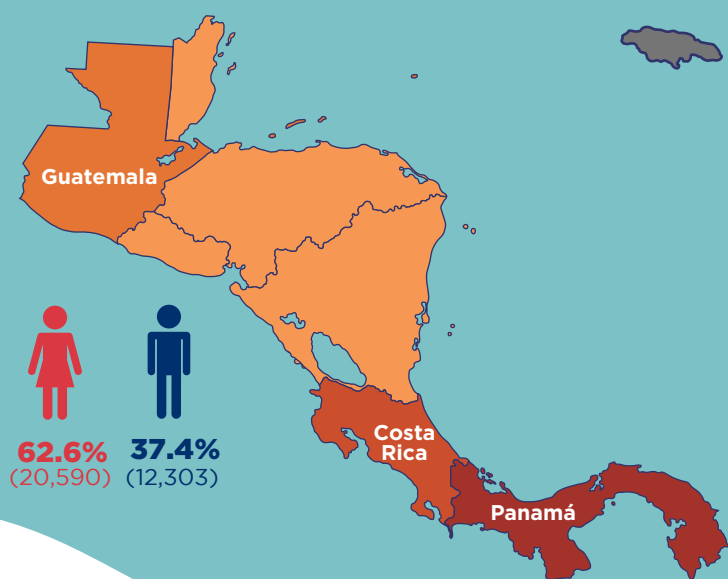 Guatemala
62.6% 37.4%
(20,590) (12,303)
Costa
Rica
Panamá